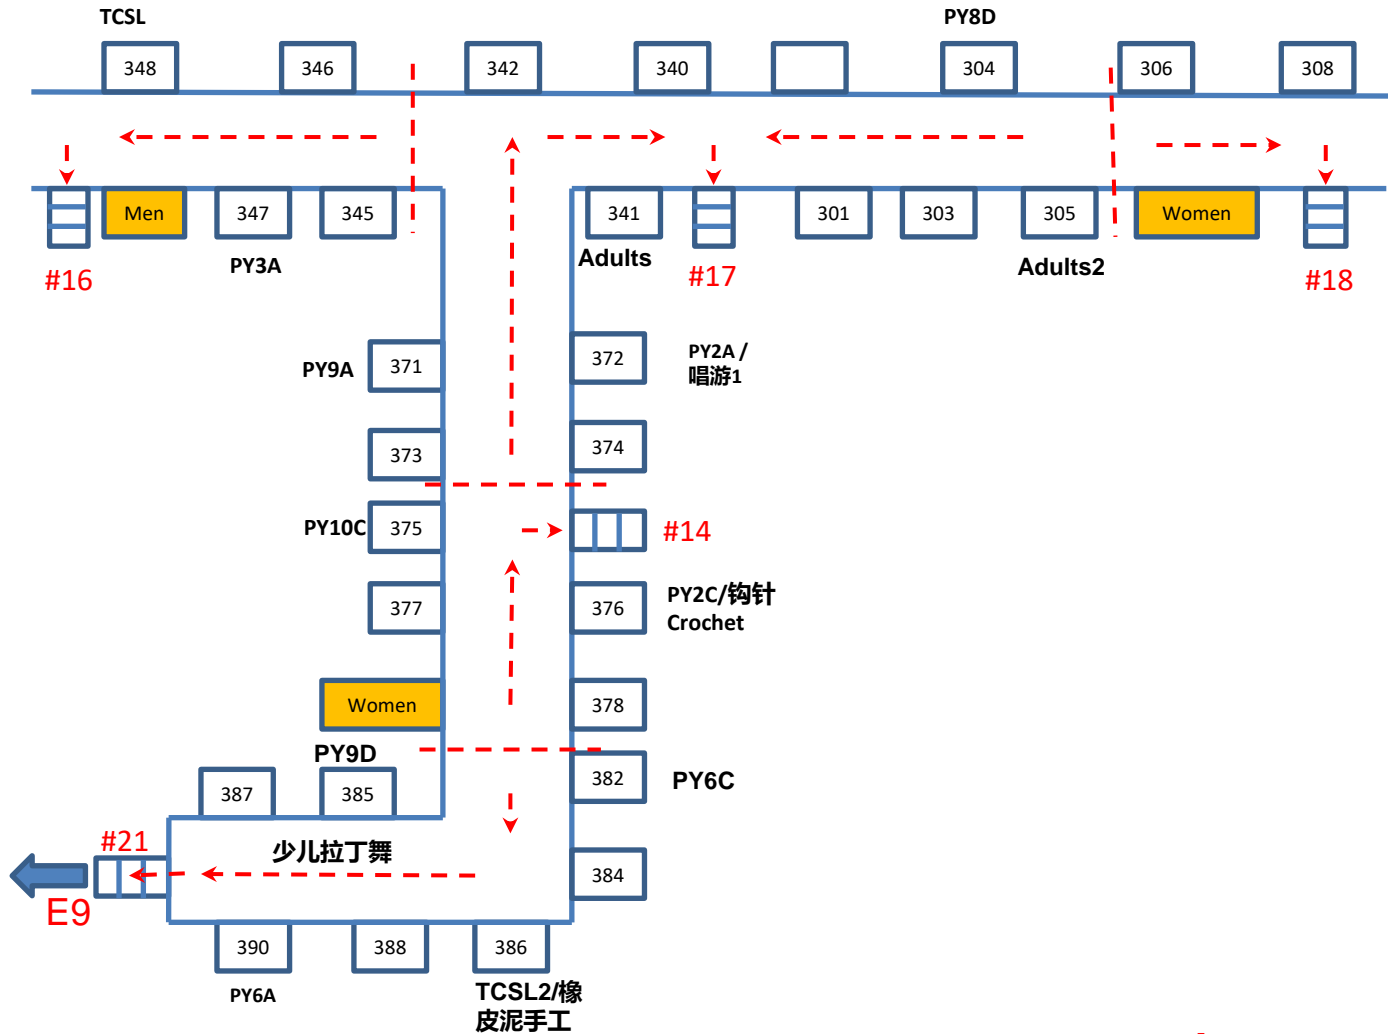 TCSL
PY8D
348
346
342
340
304
306
308
Men
347
345
341
301
303
305
Women
#16
PY3A
Adults
#17
Adults2
#18
PY9A
371
372
PY2A /
唱游1
373
374
PY10C
375
#14
377
376
PY2C/钩针
Crochet
Women
378
PY9D
382
PY6C
387
385
#21
少儿拉丁舞
384
E9
390
388
386
PY6A
TCSL2/橡
皮泥手工